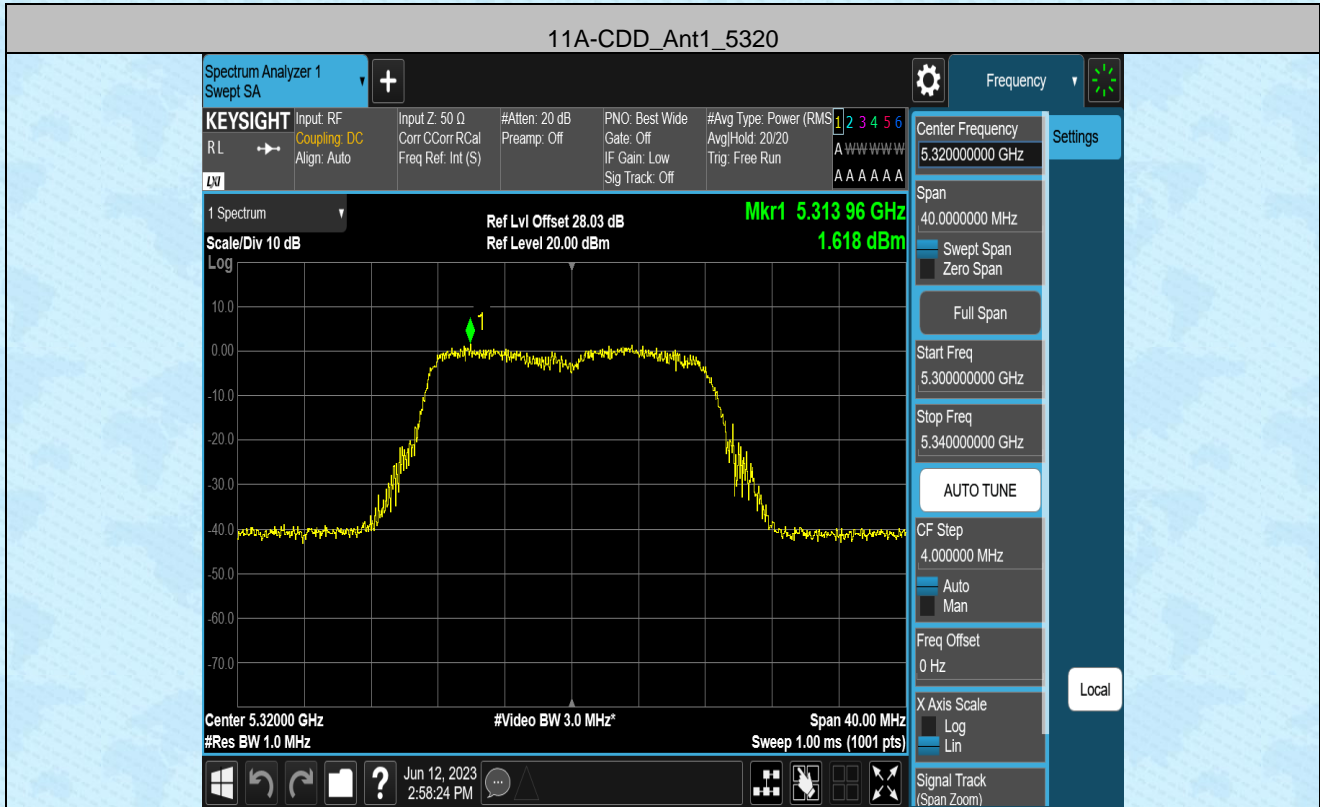 11A-CDD_Ant1_5320
Spectrum Analyzer 1
Swept SA
Frequency
KEYSIGHT
R L
LXI
Input: RF
Coupling: DC
Align: Auto
Input Z: 50 Ω
Corr CCorr RCal
Freq Ref: Int (S)
#Atten: 20 dB
Preamp: Off
PNO: Best Wide
Gate: Off
IF Gain: Low
Sig Track: Off
#Avg Type: Power (RMS
Avg|Hold: 20/20
Trig: Free Run
1 2 3 4 5 6
A W W W W W
A A A A A A
1 Spectrum
Scale/Div 10 dB
Log
Ref Lvl Offset 28.03 dB
Ref Level 20.00 dBm
Mkr1 5.313 96 GHz
1.618 dBm
1
10.0
0.00
-10.0
-20.0
-30.0
-40.0
-50.0
-60.0
-70.0
Center 5.32000 GHz
#Res BW 1.0 MHz
#Video BW 3.0 MHz*
Span 40.00 MHz
Sweep 1.00 ms (1001 pts)
Jun 12, 2023
2:58:24 PM
Center Frequency
5.320000000 GHz
Span
40.0000000 MHz
Swept Span
Zero Span
Full Span
Start Freq
5.300000000 GHz
Stop Freq
5.340000000 GHz
AUTO TUNE
CF Step
4.000000 MHz
Auto
Man
Freq Offset
0 Hz
X Axis Scale
Log
Lin
Signal Track
(Span Zoom)
Settings
Local